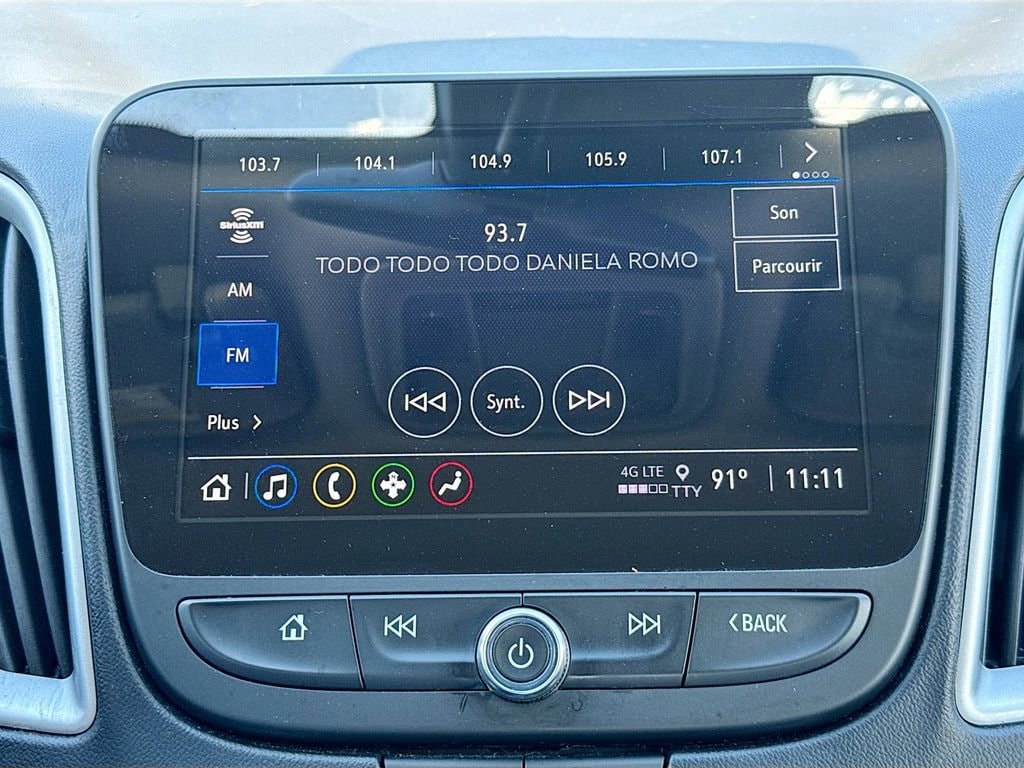 103.7 104.1 104.9 105.9 107.1
SiriusXM
93.7
Son
TODO TODO TODO DANIELA ROMO
Parcourir
AM
FM
Synt.
Plus
4G LTE
TTY
91° 11:11
BACK